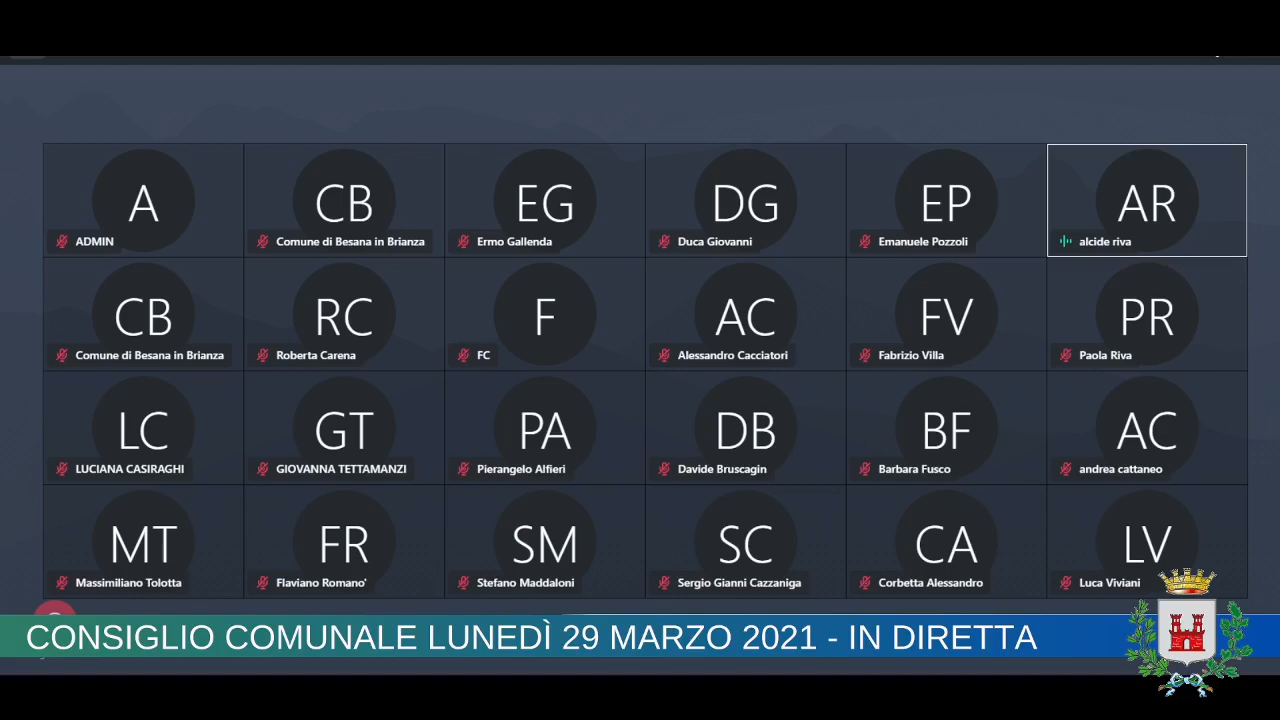 A
CB
EG
DG
EP
AR
ADMIN
Comune di Besana in Brianza
Ermo Gallenda
Duca Giovanni
Emanuele Pozzoli
alcide riva
CB
RC
F
AC
FV
PR
Comune di Besana in Brianza
Roberta Carena
FC
Alessandro Cacciatori
Fabrizio Villa
Paola Riva
LC
GT
PA
DB
BF
AC
LUCIANA CASIRAGHI
GIOVANNA TETTAMANZI
Pierangelo Alfieri
Davide Bruscagin
Barbara Fusco
andrea cattaneo
MT
FR
SM
SC
CA
LV
Massimiliano Tolotta
Flaviano Romano'
Stefano Maddaloni
Sergio Gianni Cazzaniga
Corbetta Alessandro
Luca Viviani
CONSIGLIO COMUNALE LUNEDÌ 29 MARZO 2021 - IN DIRETTA